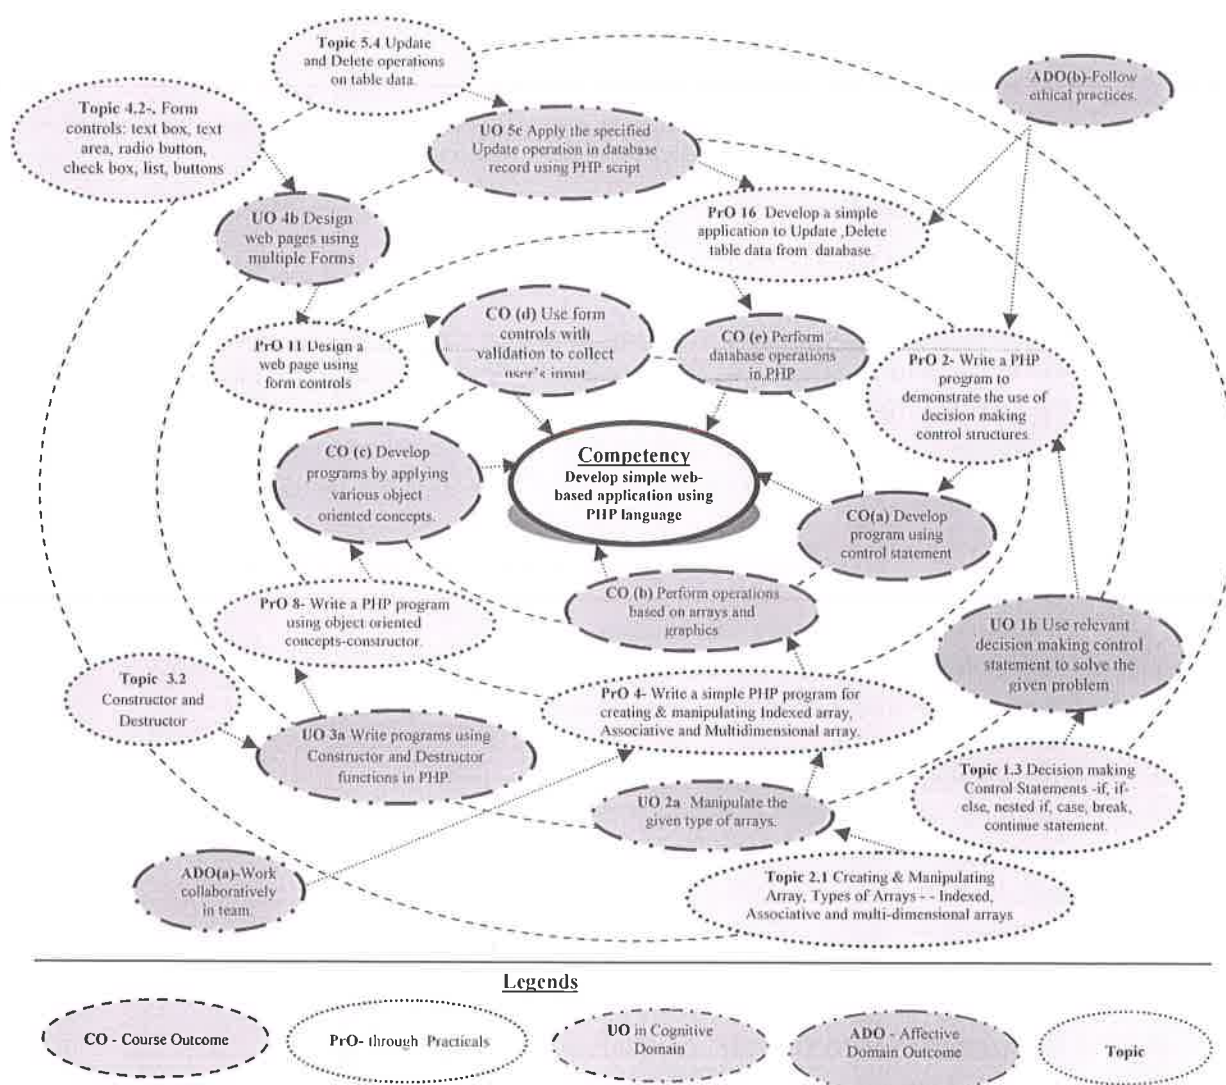 Topic 5.4 Update
and Delete operations
on table data.
ADO(b)-Follow
ethical practices.
Topic 4.2-. Form
controls: text box, text
area, radio button,
check box, list, buttons
UO 5c Apply the specified
Update operation in database
record using PHP script
UO 4b Design
web pages using
multiple Forms
PrO 16 Develop a simple
application to Update ,Delete
table data from database.
CO (d) Use form
controls with
validation to collect
user's input
CO (e) Perform
database operations
in PHP
PrO 11 Design a
web page using
form controls
PrO 2- Write a PHP
program to
demonstrate the use of
decision making
control structures.
CO (c) Develop
programs by applying
various object
oriented concepts.
Competency
Develop simple web-
based application using
PHP language
CO(a) Develop
program using
control statement
CO (b) Perform operations
based on arrays and
graphics
PrO 8- Write a PHP program
using object oriented
concepts-constructor.
UO 1b Use relevant
decision making control
statement to solve the
given problem
Topic 3.2
Constructor and
Destructor
PrO 4- Write a simple PHP program for
creating & manipulating Indexed array,
Associative and Multidimensional array.
UO 3a Write programs using
Constructor and Destructor
functions in PHP.
Topic 1.3 Decision making
Control Statements -if, if-
else, nested if, case, break,
continue statement.
UO 2a Manipulate the
given type of arrays.
ADO(a)-Work
collaboratively
in team.
Topic 2.1 Creating & Manipulating
Array, Types of Arrays - - Indexed,
Associative and multi-dimensional arrays
Legends
CO - Course Outcome
PrO- through Practicals
UO in Cognitive
Domain
ADO - Affective
Domain Outcome
Topic